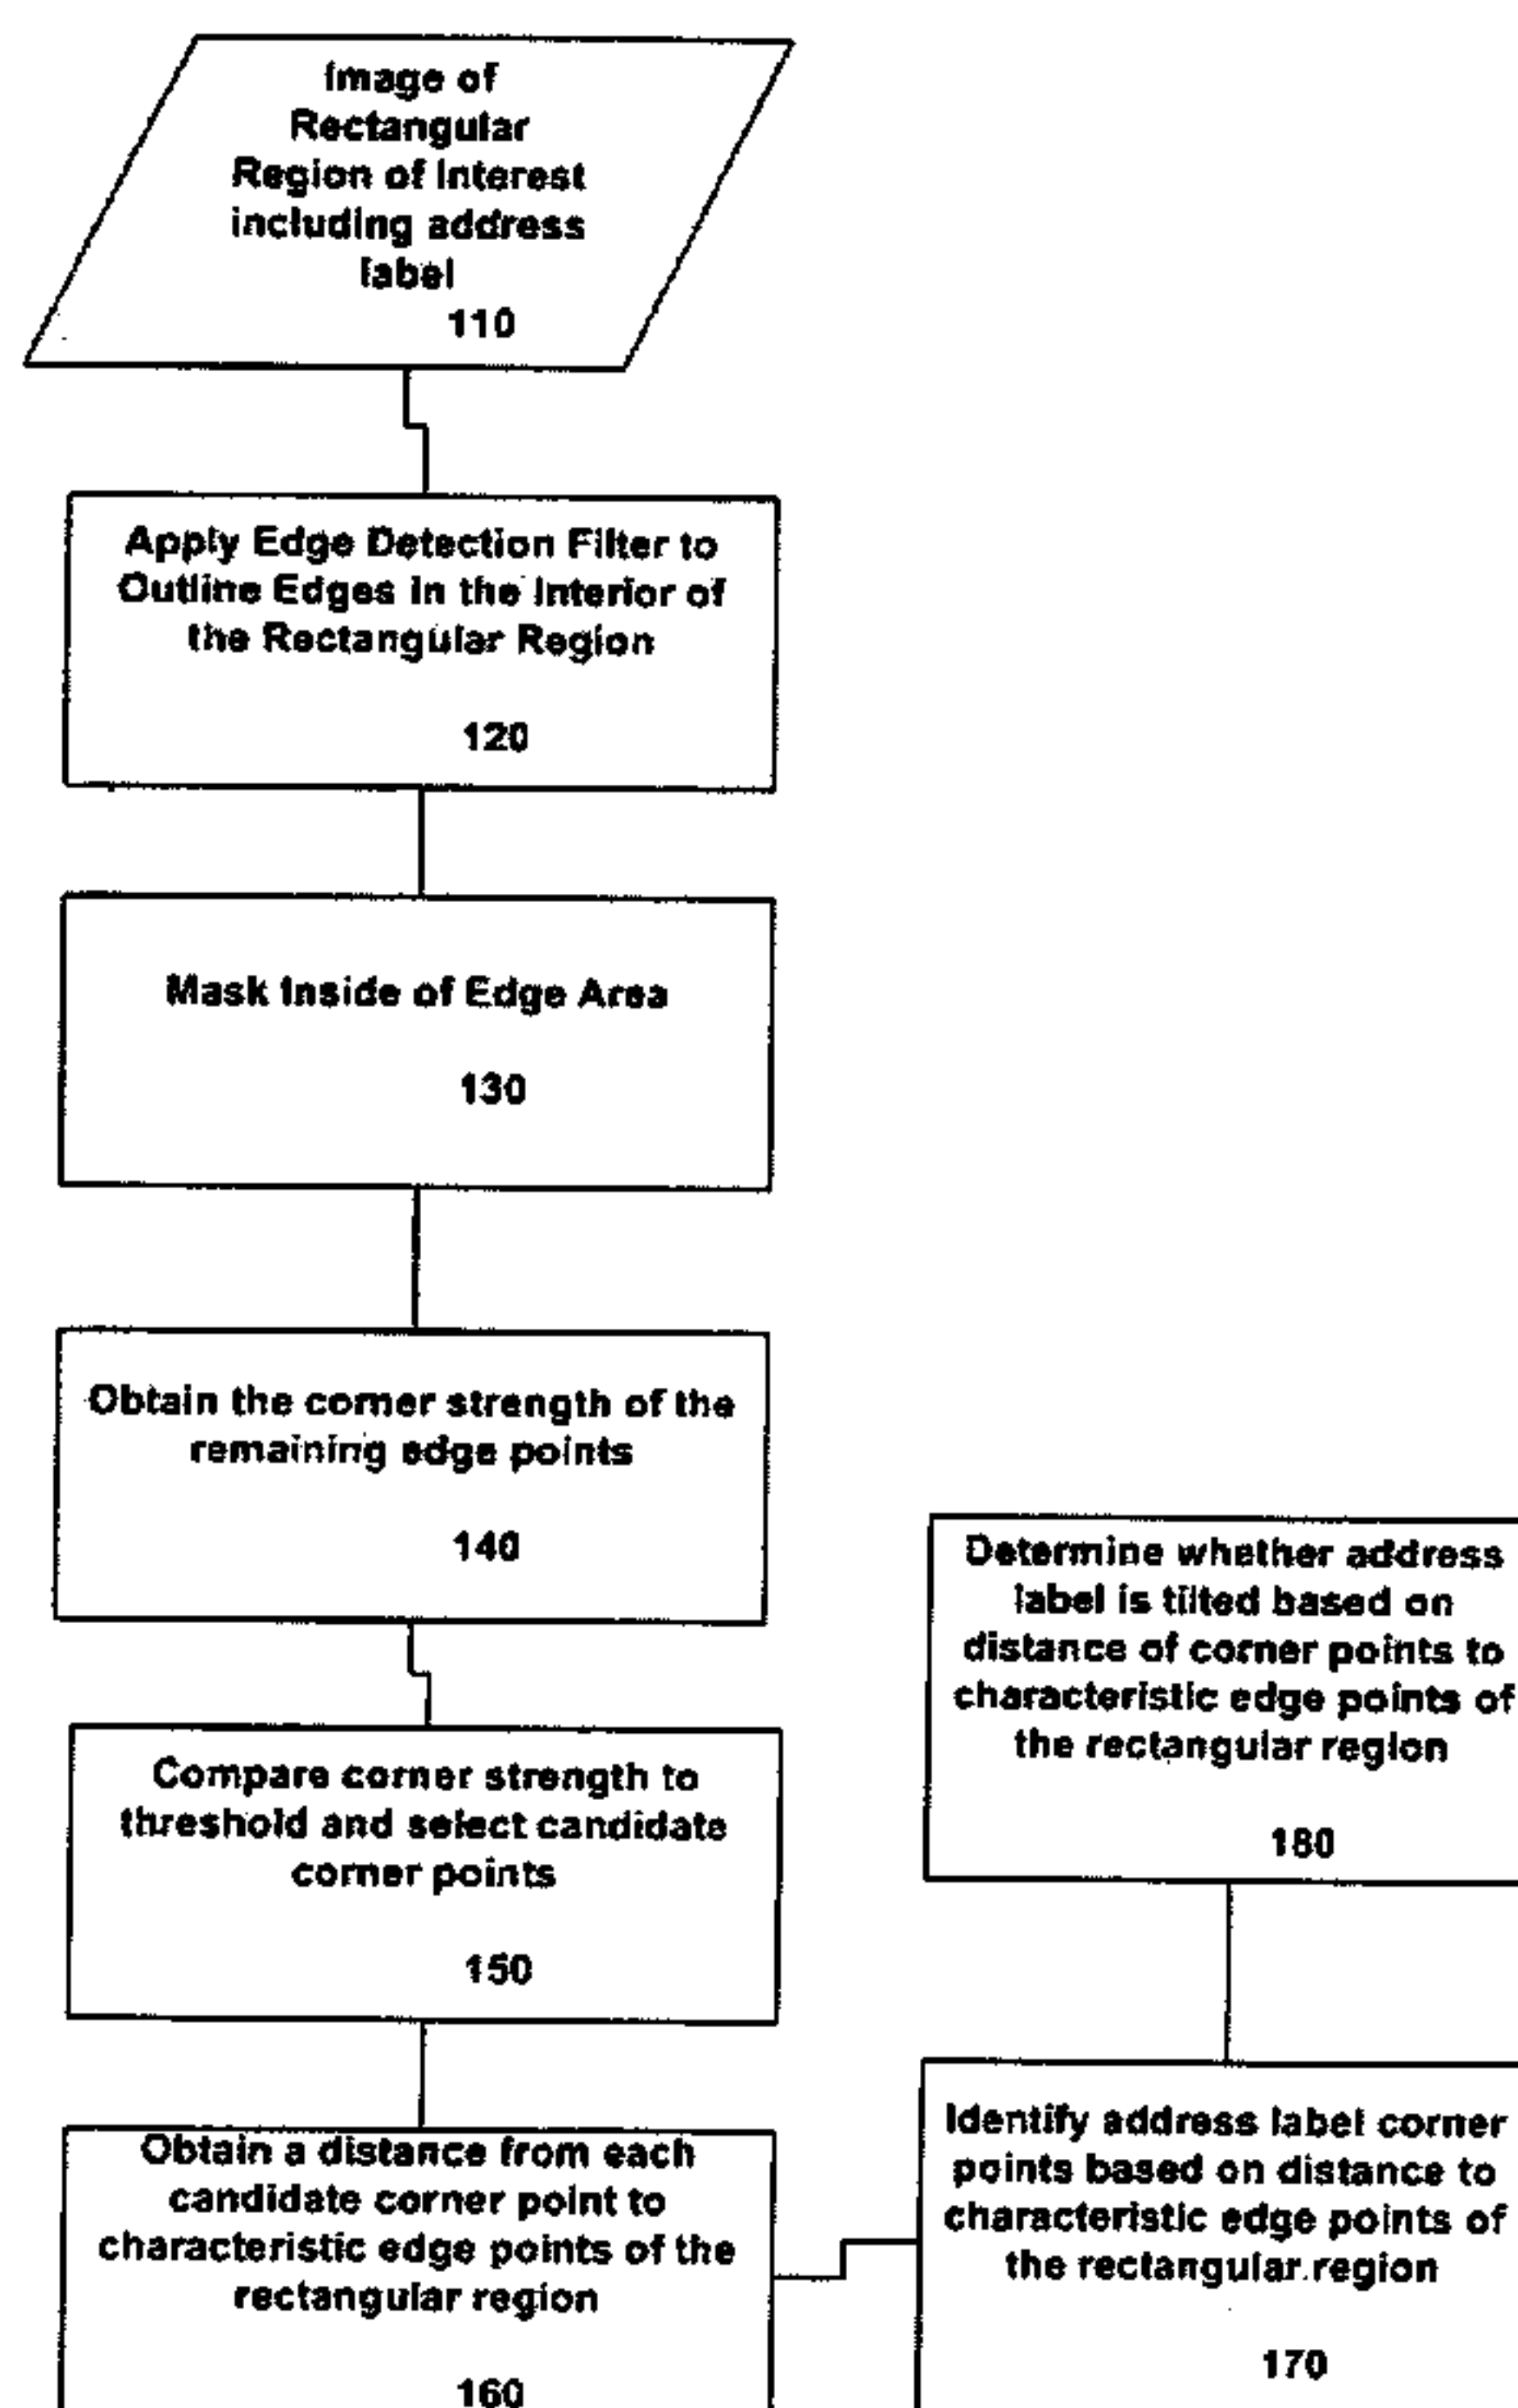 Image of
Rectangular
Region of Interest
including address
label
110
Apply Edge Detection Filter to
Outline Edges in the Interior of
the Rectangular Region
120
Mask Inside of Edge Area
130
Obtain the corner strength of the
remaining edge points
140
Compare corner strength to
threshold and select candidate
corner points
150
Obtain a distance from each
candidate corner point to
characteristic edge points of the
rectangular region
160
Identify address label corner
points based on distance to
characteristic edge points of
the rectangular region
170
Determine whether address
label is tilted based on
distance of corner points to
characteristic edge points of
the rectangular region
180